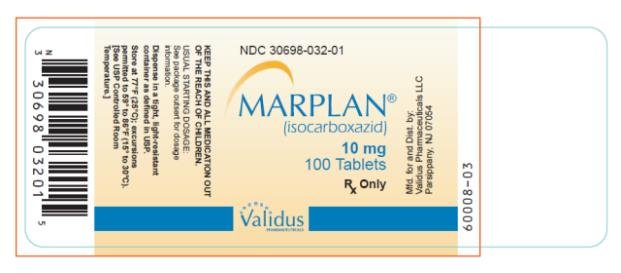 N
3 30698 03201 5
KEEP THIS AND ALL MEDICATION OUT
OF THE REACH OF CHILDREN.
USUAL STARTING DOSAGE:
See package outsert for dosage
information.
Dispense in a tight, light-resistant
container as defined in USP.
Store at 77°F (25°C); excursions
permitted to 59° to 86°F (15° to 30°C).
[See USP Controlled Room
Temperature.]
NDC 30698-032-01
MARPLAN®
(isocarboxazid)
10 mg
100 Tablets
Rx Only
Validus
PHARMACEUTICALS
Mfd. for and Dist. by:
Validus Pharmaceuticals LLC
Parsippany, NJ 07054
60008-03